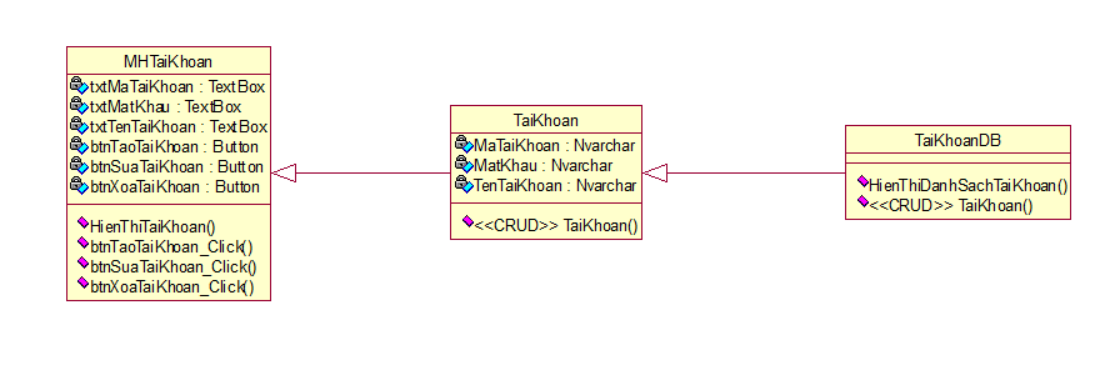 MHTaiKhoan
txtMaTaiKhoan : TextBox
txtMatKhau : TextBox
txtTenTaiKhoan : TextBox
btnTaoTaiKhoan : Button
btnSuaTaiKhoan : Button
btnXoaTaiKhoan : Button
HienThiTaiKhoan()
btnTaoTaiKhoan_Click()
btnSuaTaiKhoan_Click()
btnXoaTaiKhoan_Click()
TaiKhoan
MaTaiKhoan : Nvarchar
MatKhau : Nvarchar
TenTaiKhoan : Nvarchar
<<CRUD>> TaiKhoan()
TaiKhoanDB
HienThiDanhSachTaiKhoan()
<<CRUD>> TaiKhoan()